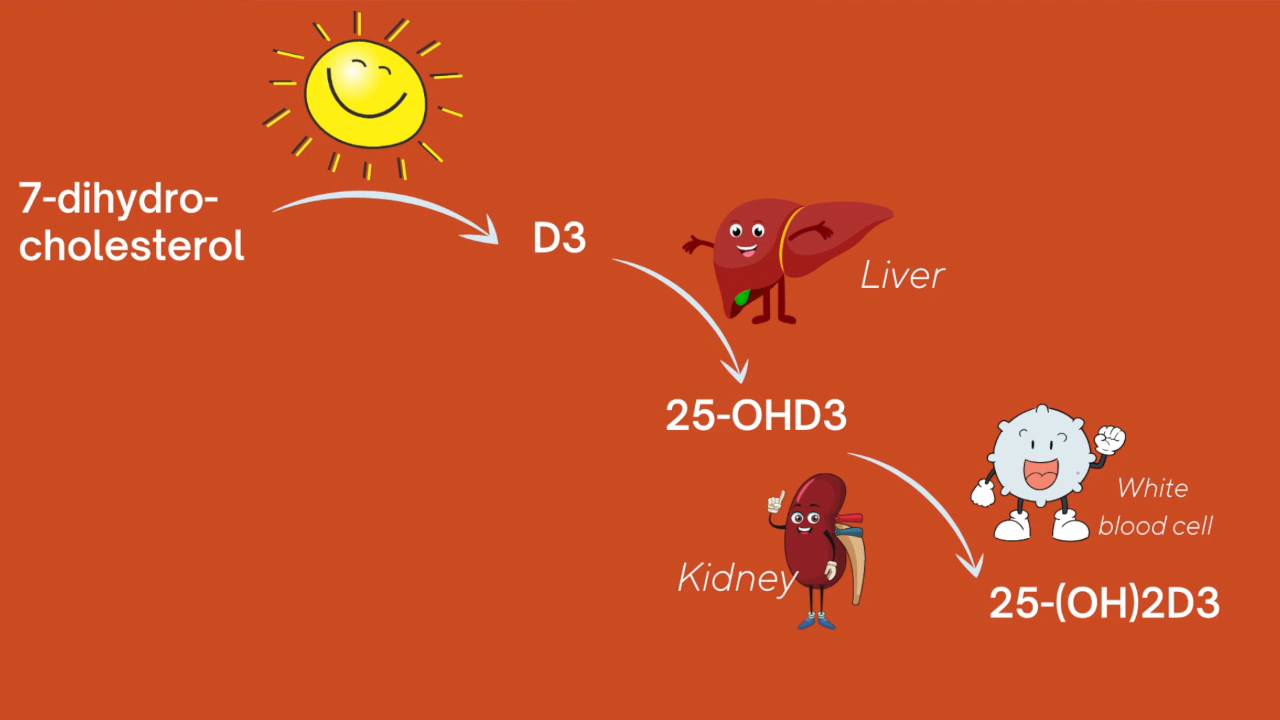 7-dihydro-
cholesterol
D3
Liver
25-OHD3
White
blood cell
Kidney
25-(OH)2D3